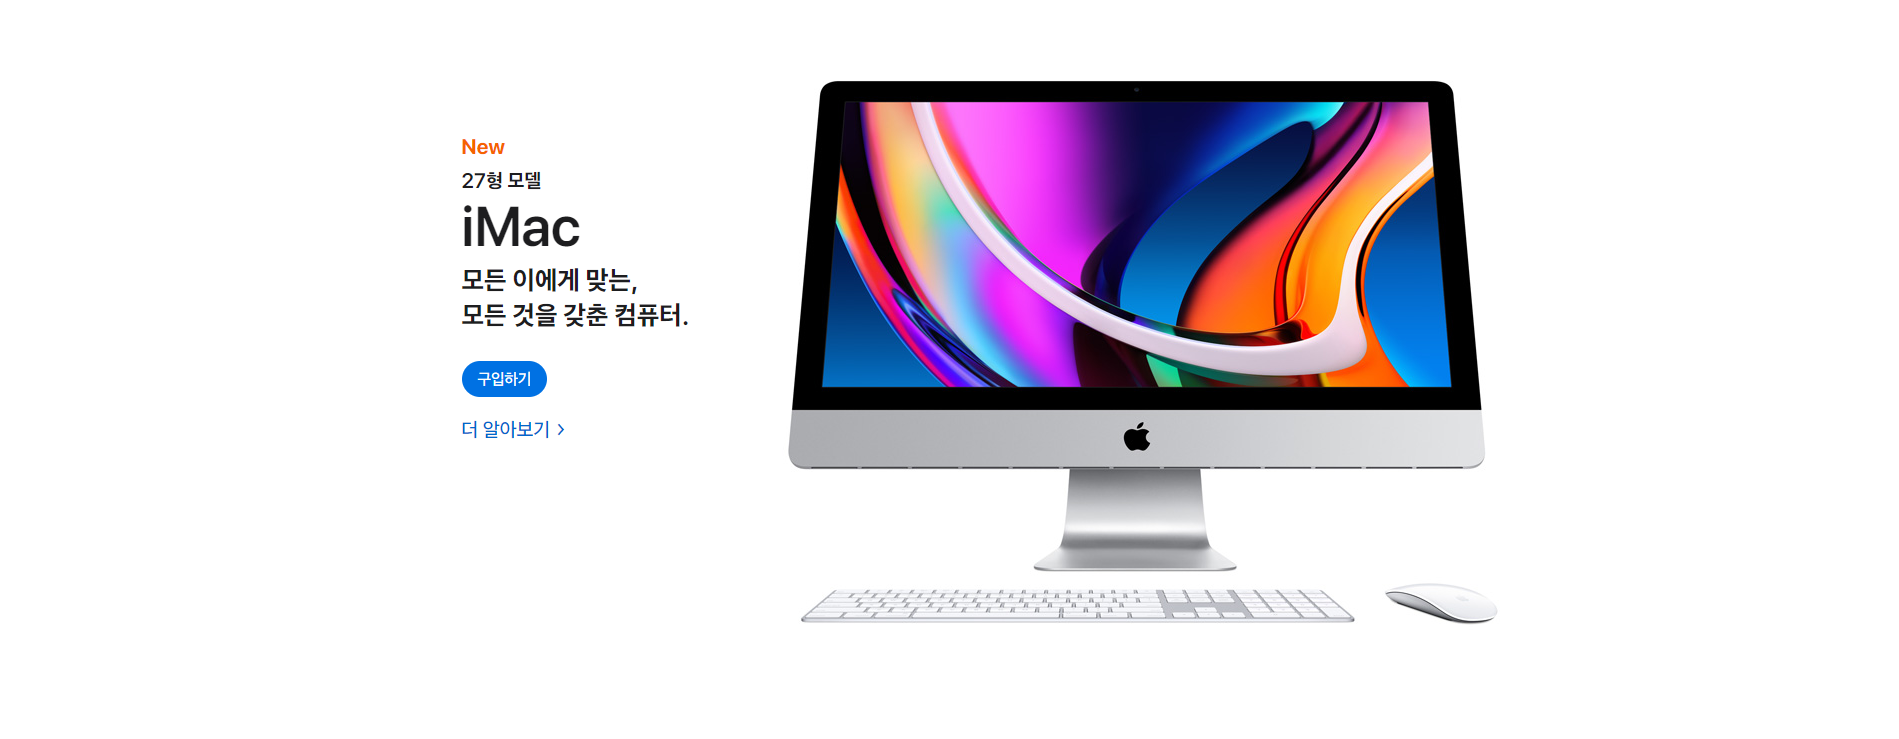 New
27형 모델
iMac
모든 이에게 맞는,
모든 것을 갖춘 컴퓨터.
구입하기
더 알아보기 >